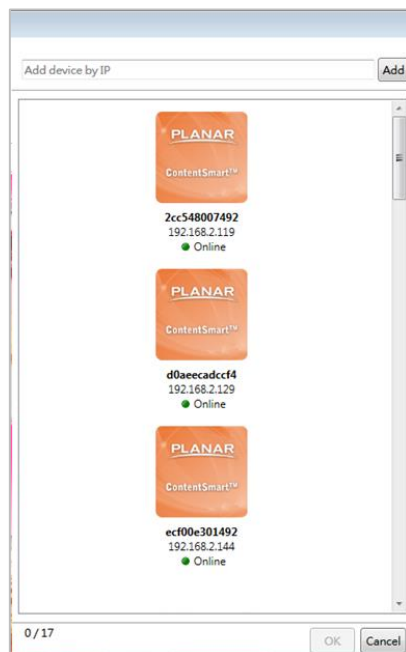 Add device by IP
Add
PLANAR
ContentSmart™
2cc548007492
192.168.2.119
Online
PLANAR
ContentSmart™
d0aeecadccf4
192.168.2.129
Online
PLANAR
ContentSmart™
ecf00e301492
192.168.2.144
Online
0 / 17
OK
Cancel